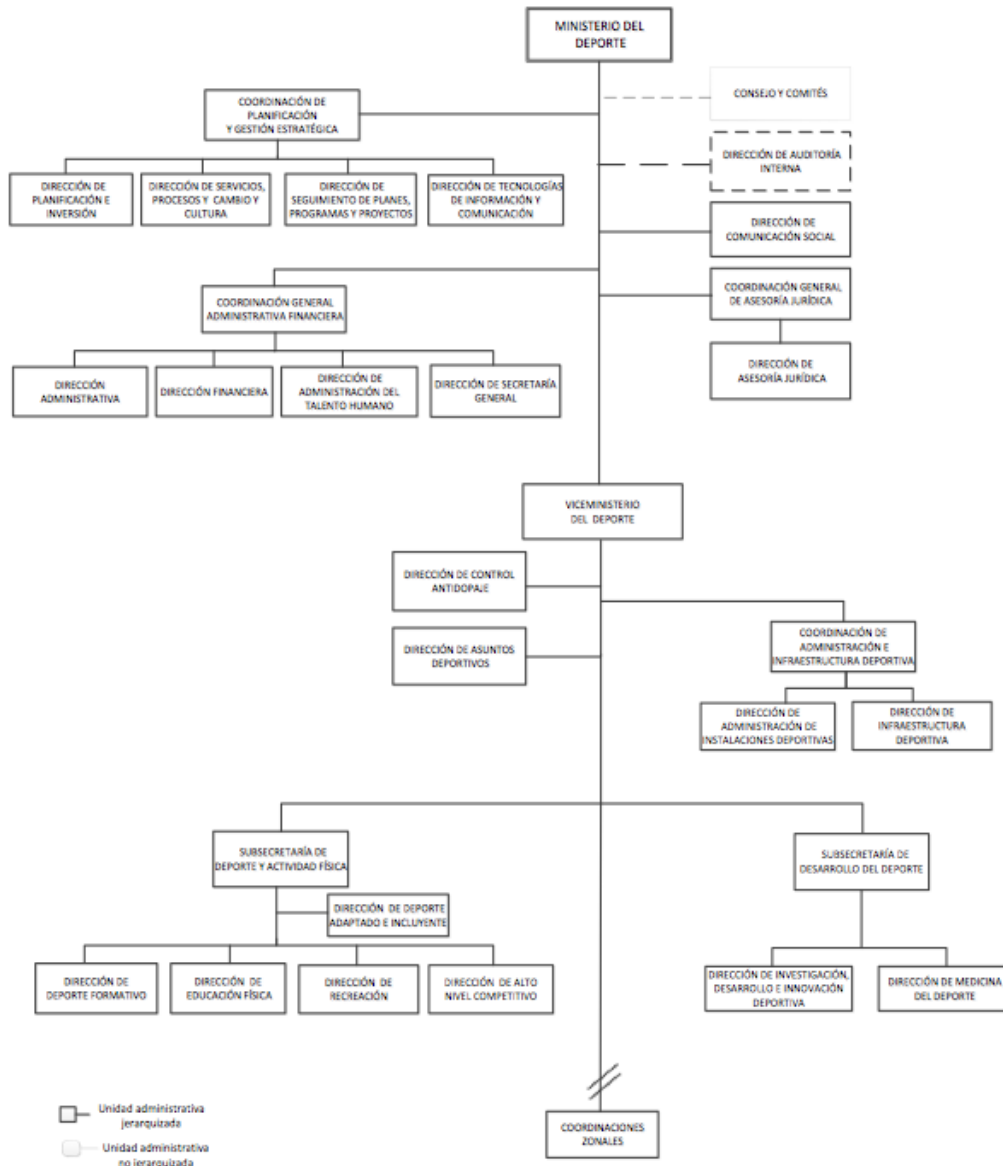 MINISTERIO DEL
DEPORTE
CONSEJO Y COMITÉS
COORDINACIÓN DE
PLANIFICACIÓN
Y GESTIÓN ESTRATÉGICA
DIRECCIÓN DE AUDITORÍA
INTERNA
DIRECCIÓN DE
PLANIFICACIÓN E
INVERSIÓN
DIRECCIÓN DE SERVICIOS,
PROCESOS Y CAMBIO Y
CULTURA
DIRECCIÓN DE
SEGUIMIENTO DE PLANES,
PROGRAMAS Y PROYECTOS
DIRECCIÓN DE TECNOLOGÍAS
DE INFORMACIÓN Y
COMUNICACIÓN
DIRECCIÓN DE
COMUNICACIÓN SOCIAL
COORDINACIÓN GENERAL
DE ASESORÍA JURÍDICA
COORDINACIÓN GENERAL
ADMINISTRATIVA FINANCIERA
DIRECCIÓN DE
ASESORÍA JURÍDICA
DIRECCIÓN
ADMINISTRATIVA
DIRECCIÓN FINANCIERA
DIRECCIÓN DE
ADMINISTRACIÓN DEL
TALENTO HUMANO
DIRECCIÓN DE SECRETARÍA
GENERAL
VICEMINISTERIO
DEL DEPORTE
DIRECCIÓN DE CONTROL
ANTIDOPAJE
DIRECCIÓN DE ASUNTOS
DEPORTIVOS
COORDINACIÓN DE
ADMINISTRACIÓN E
INFRAESTRUCTURA DEPORTIVA
DIRECCIÓN DE
ADMINISTRACIÓN DE
INSTALACIONES DEPORTIVAS
DIRECCIÓN DE
INFRAESTRUCTURA
DEPORTIVA
SUBSECRETARÍA DE
DEPORTE Y ACTIVIDAD FÍSICA
SUBSECRETARÍA DE
DESARROLLO DEL DEPORTE
DIRECCIÓN DE DEPORTE
ADAPTADO E INCLUYENTE
DIRECCIÓN DE
DEPORTE FORMATIVO
DIRECCIÓN DE
EDUCACIÓN FÍSICA
DIRECCIÓN DE
RECREACIÓN
DIRECCIÓN DE ALTO
NIVEL COMPETITIVO
DIRECCIÓN DE INVESTIGACIÓN,
DESARROLLO E INNOVACIÓN
DEPORTIVA
DIRECCIÓN DE MEDICINA
DEL DEPORTE
COORDINACIONES
ZONALES
Unidad administrativa
jerarquizada
Unidad administrativa
no jerarquizada